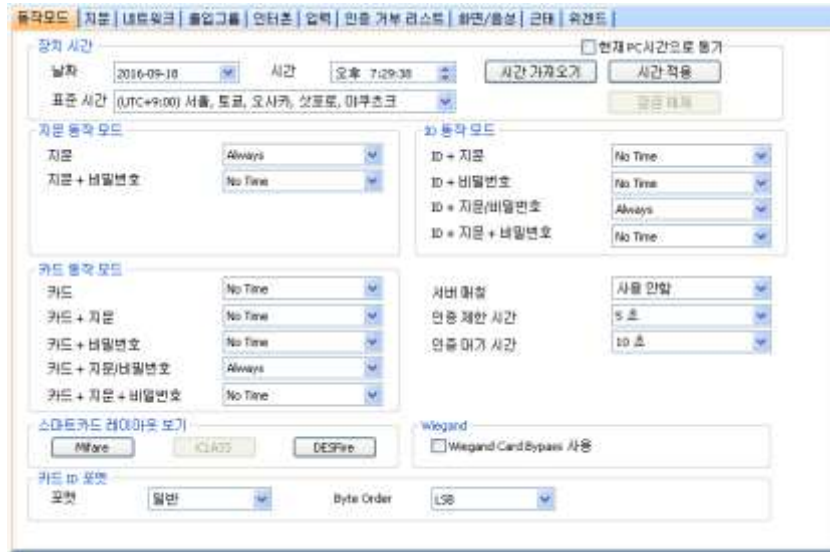 동작모드 지문 네트워크 출입그룹 인터폰 입력 인증 거부 리스트 화면/음성 근태 위겐드
장치 시간
현재 PC시간으로 동기
날짜 2016-09-18 시간 오후 7:29:38 시간 가져오기 시간 적용
표준 시간 (UTC+9:00) 서울, 토쿄, 오사카, 삿포로, 야쿠츠크
지문 동작 모드
지문 Always
지문 + 비밀번호 No Time
ID 동작 모드
ID + 지문 No Time
ID + 비밀번호 No Time
ID + 지문/비밀번호 Always
ID + 지문 + 비밀번호 No Time
카드 동작 모드
카드 No Time
카드 + 지문 No Time
카드 + 비밀번호 No Time
카드 + 지문/비밀번호 Always
카드 + 지문 + 비밀번호 No Time
서버 매칭 사용 안함
인증 제한 시간 5 초
인증 대기 시간 10 초
스마트카드 레이아웃 보기
Mifare iCLASS DESFire
Wiegand
Wiegand Card Bypass 사용
카드 ID 포맷
포맷 일반 Byte Order LSB